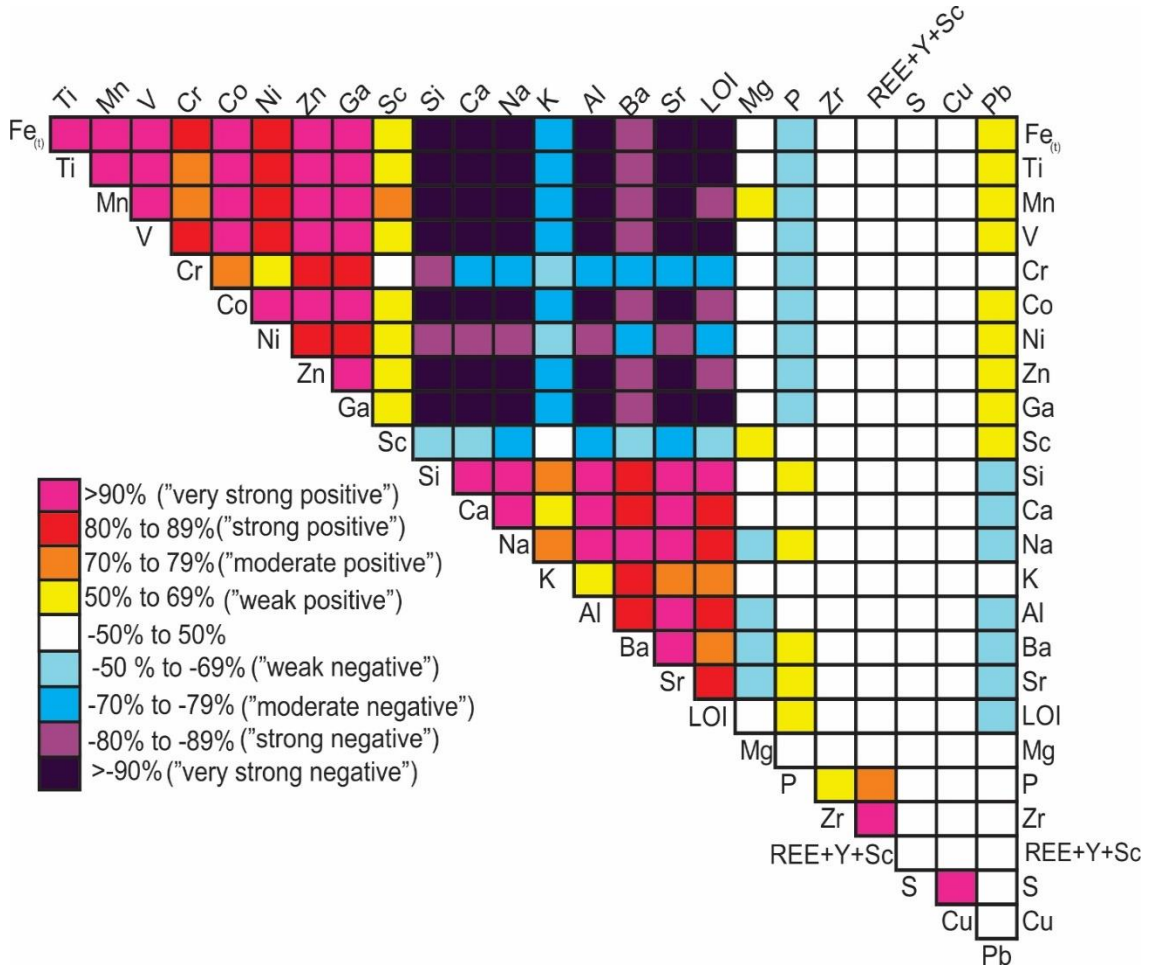 Ti Mn V Cr Co Ni Zn Ga Sc Si Ca Na K Al Ba Sr LOI Mg P Zr REE+Y+Sc S Cu Pb
Fe(t) Fe(t)
Ti Ti
Mn Mn
V V
Cr Cr
Co Co
Ni Ni
Zn Zn
Ga Ga
Sc Sc
Si Si
Ca Ca
Na Na
K K
Al Al
Ba Ba
Sr Sr
LOI LOI
Mg Mg
P P
Zr Zr
REE+Y+Sc REE+Y+Sc
S S
Cu Cu
Pb
>90% ("very strong positive")
80% to 89% ("strong positive")
70% to 79% ("moderate positive")
50% to 69% ("weak positive")
-50% to 50%
-50 % to -69% ("weak negative")
-70% to -79% ("moderate negative")
-80% to -89% ("strong negative")
>-90% ("very strong negative")